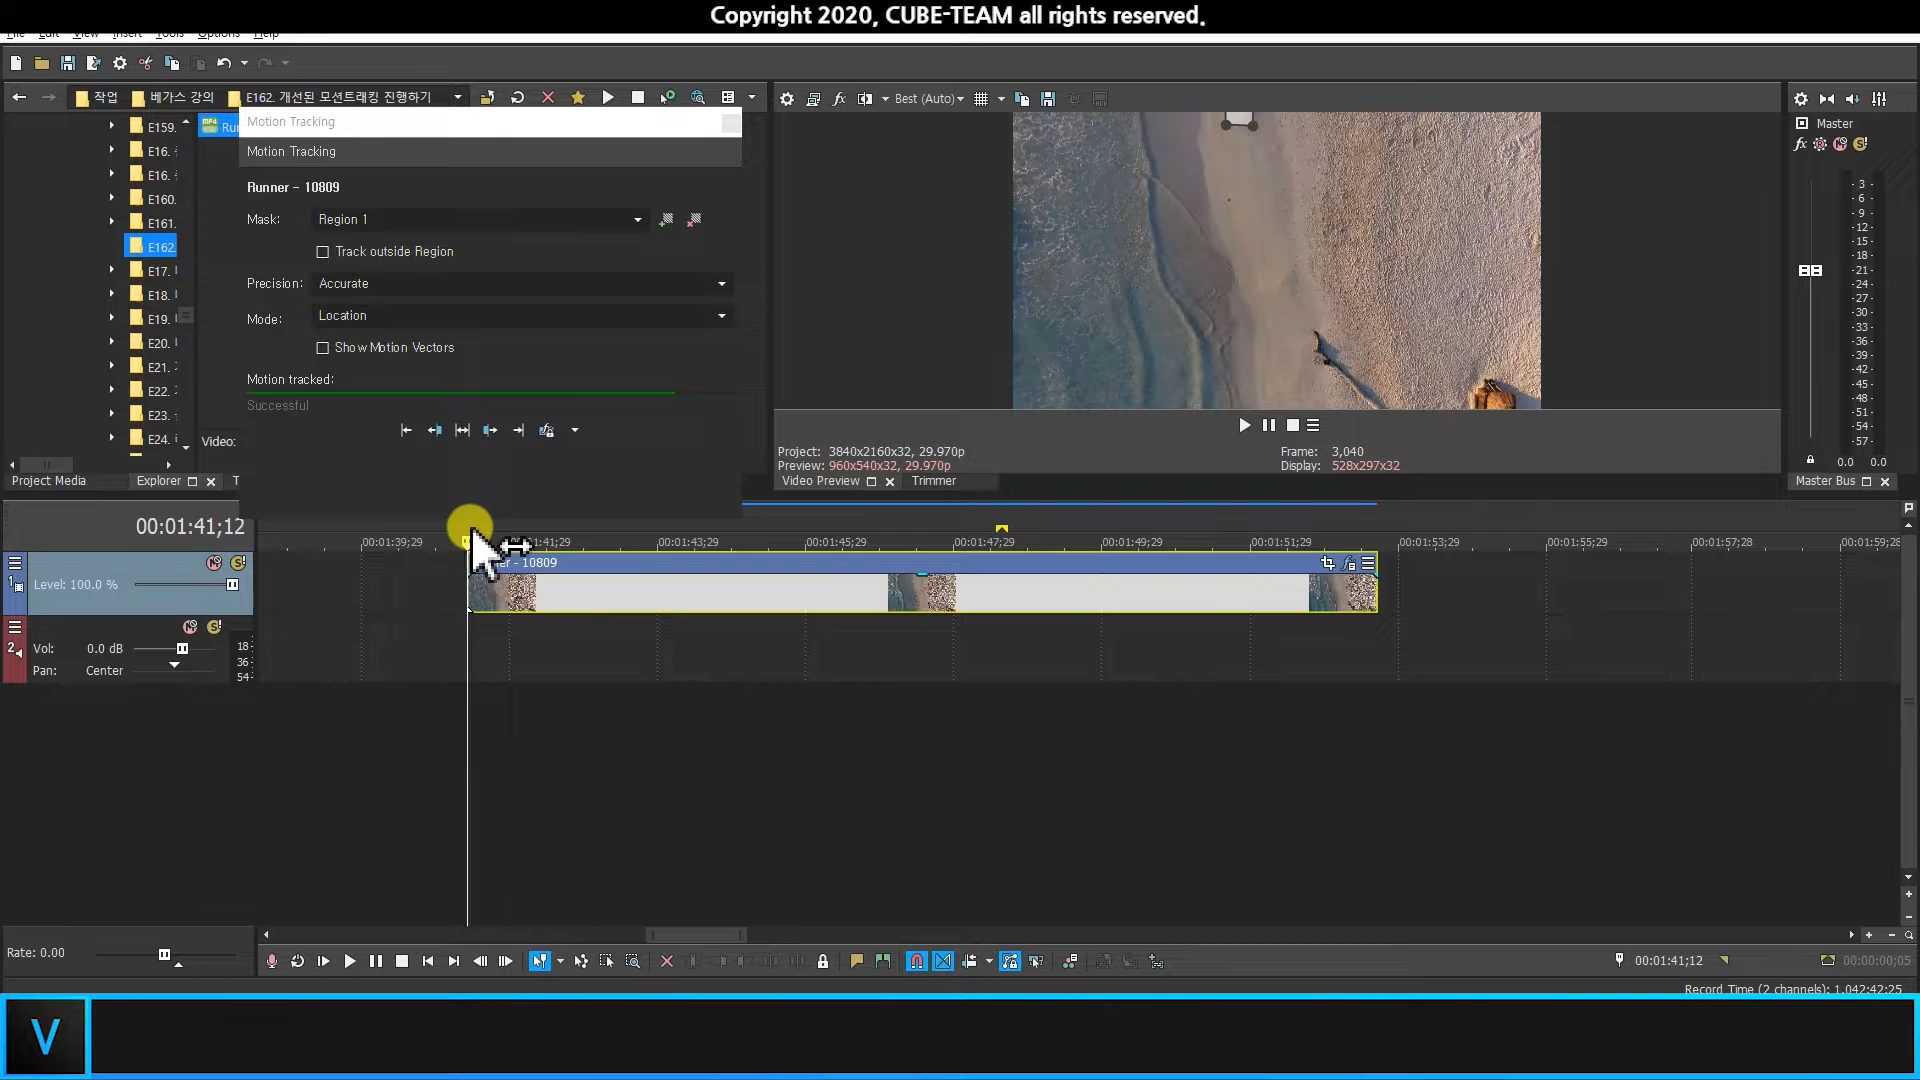 Copyright 2020, CUBE-TEAM all rights reserved.
File Edit View Insert Tools Options Help
작업 베가스 강의 E162. 개선된 모션트래킹 진행하기
Best (Auto)
Motion Tracking
Motion Tracking
Master
E159.
E16.
E16.
E160.
E161.
E162.
E17.
E18.
E19.
E20.
E21.
E22.
E23.
E24.
Runner - 10809
Mask: Region 1
Track outside Region
Precision: Accurate
Mode: Location
Show Motion Vectors
Motion tracked:
Successful
Video:
Project Media Explorer
Project: 3840x2160x32, 29.970p
Preview: 960x540x32, 29.970p
Frame: 3,040
Display: 528x297x32
Video Preview Trimmer
- 3 -
- 6 -
- 9 -
-12-
-15-
-18-
-21-
-24-
-27-
-30-
-33-
-36-
-39-
-42-
-45-
-48-
-51-
-54-
-57-
0.0 0.0
Master Bus
00:01:41;12
00:01:39;29 00:01:41;29 00:01:43;29 00:01:45;29 00:01:47;29 00:01:49;29 00:01:51;29 00:01:53;29 00:01:55;29 00:01:57;28 00:01:59;28
1 Level: 100.0 %
- 10809
2 Vol: 0.0 dB
Pan: Center
18
36
54
Rate: 0.00
00:01:41;12 00:00:00;05
Record Time (2 channels): 1,042:42:25
V